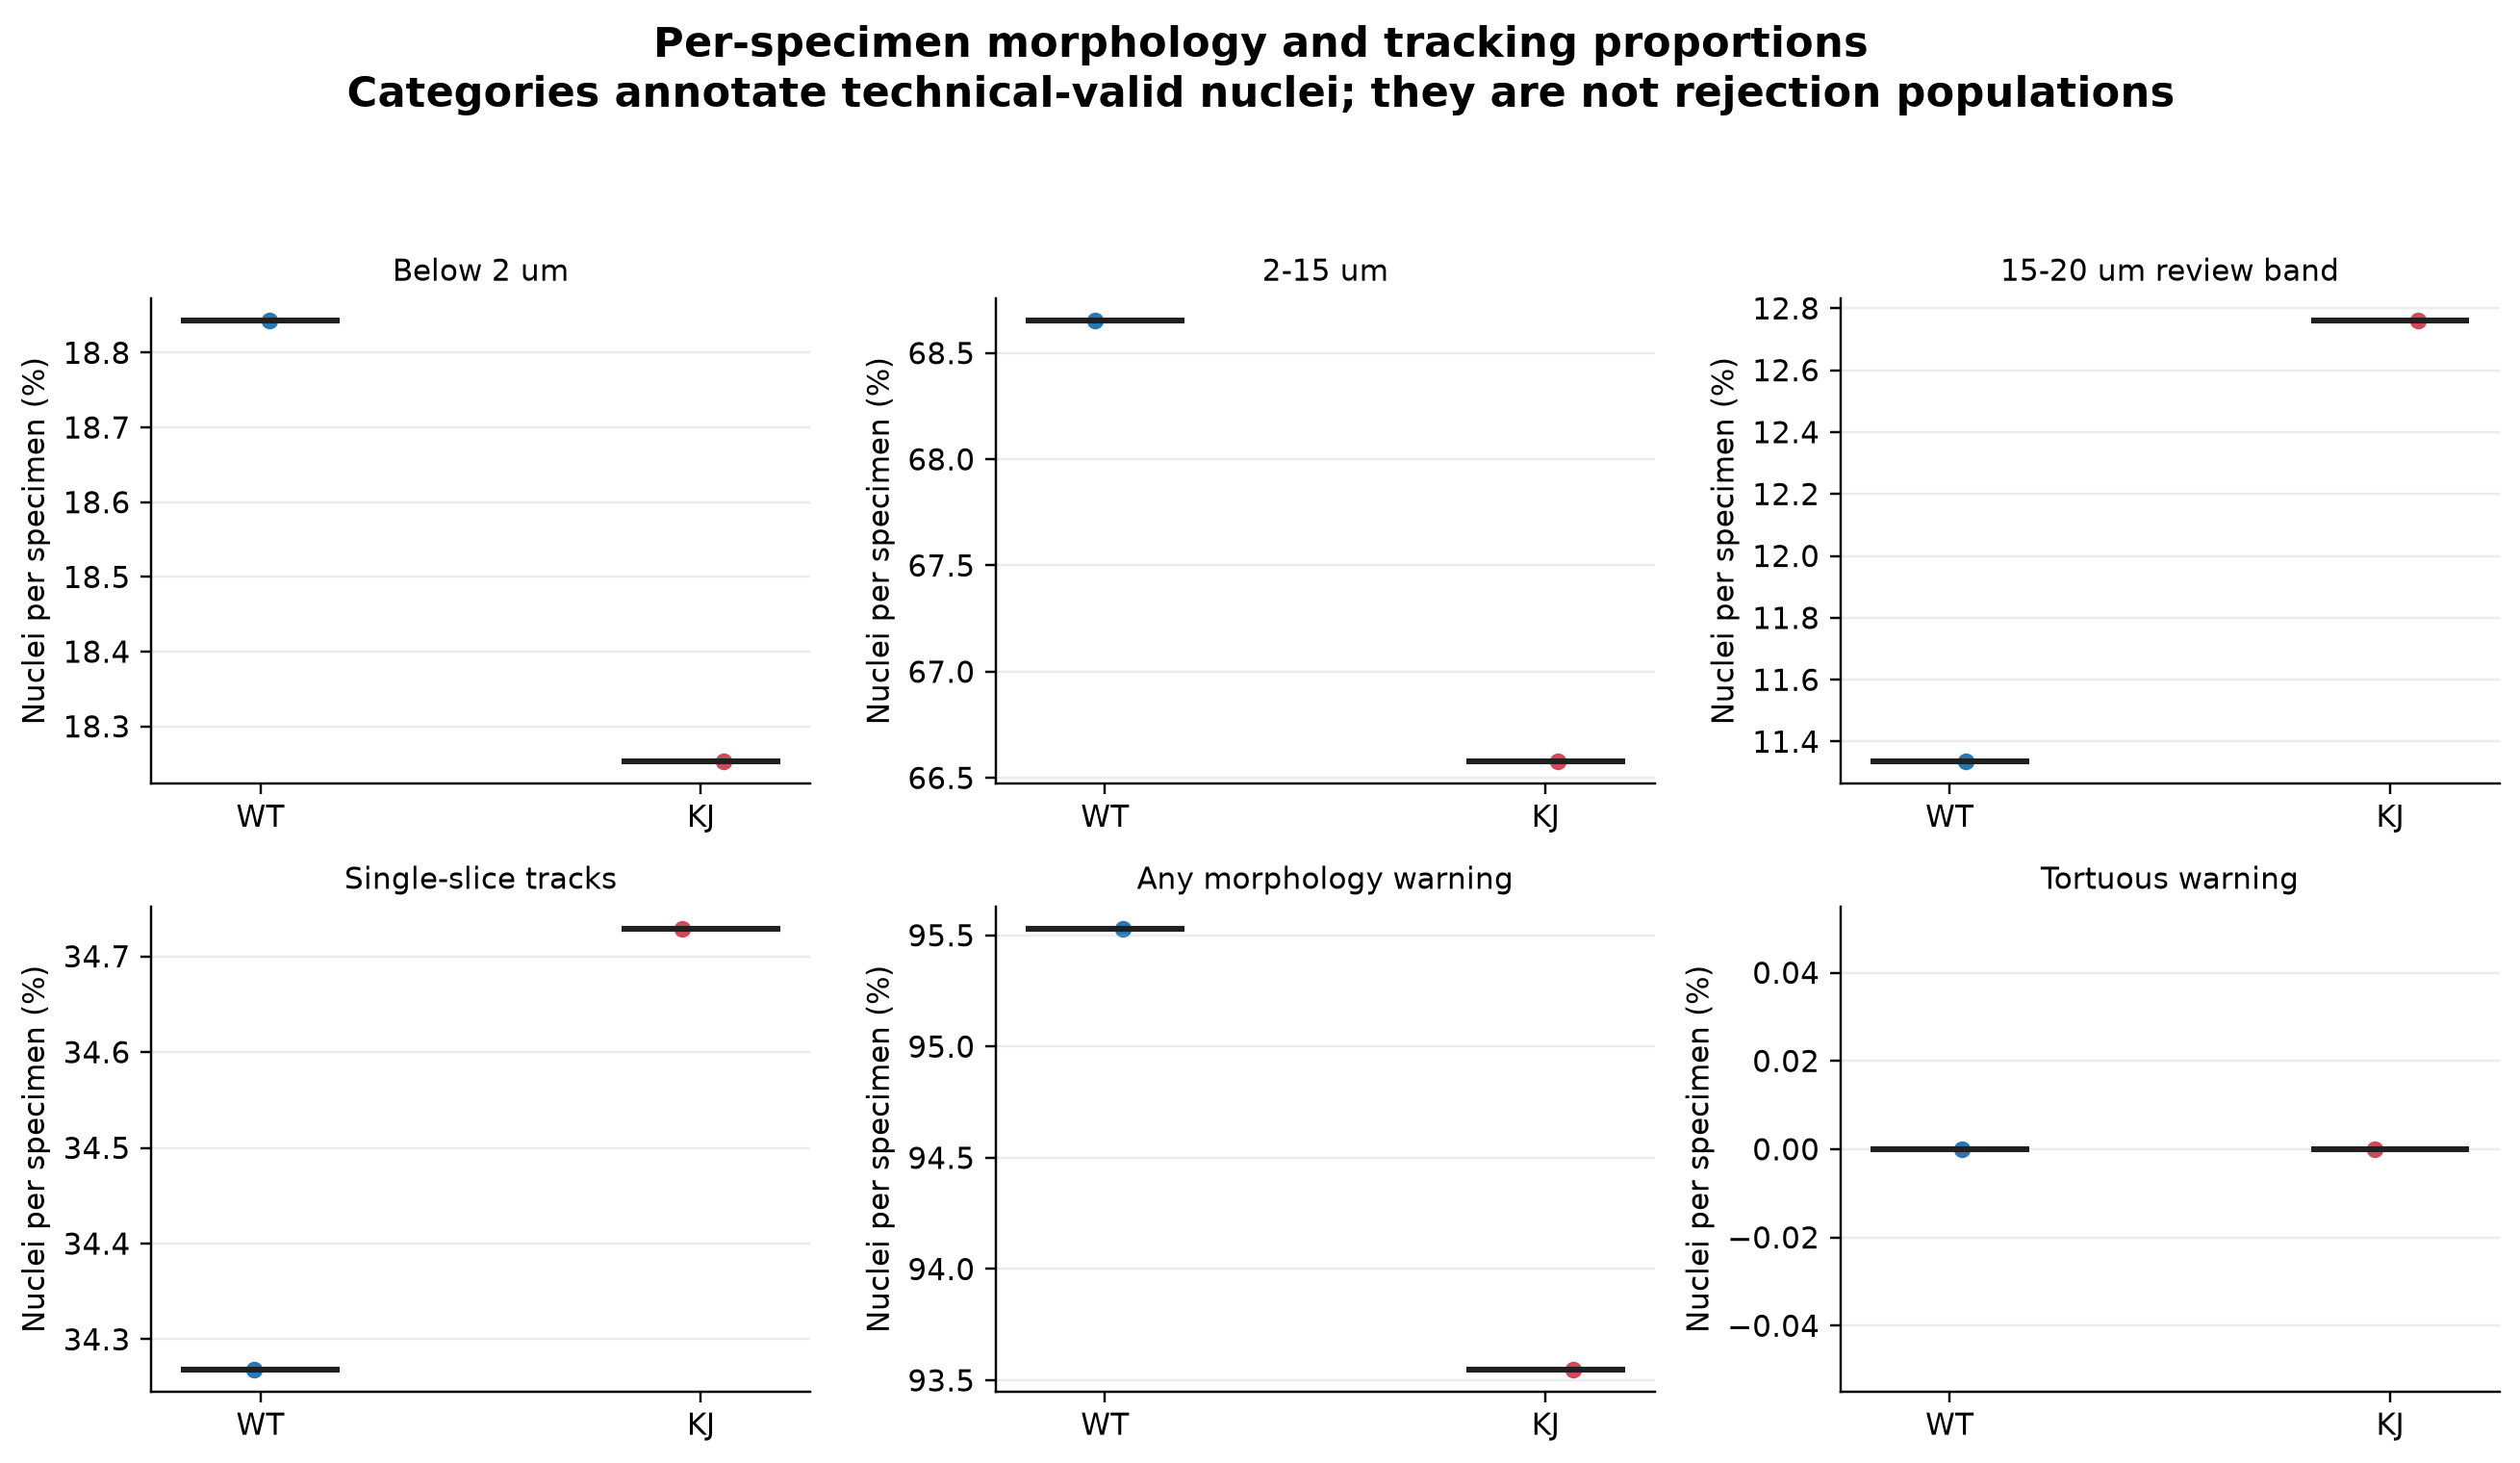 Per-specimen morphology and tracking proportions
Categories annotate technical-valid nuclei; they are not rejection populations
Below 2 um
Nuclei per specimen (%)
18.8
18.7
18.6
18.5
18.4
18.3
WT
KJ
2-15 um
Nuclei per specimen (%)
68.5
68.0
67.5
67.0
66.5
WT
KJ
15-20 um review band
Nuclei per specimen (%)
12.8
12.6
12.4
12.2
12.0
11.8
11.6
11.4
WT
KJ
Single-slice tracks
Nuclei per specimen (%)
34.7
34.6
34.5
34.4
34.3
WT
KJ
Any morphology warning
Nuclei per specimen (%)
95.5
95.0
94.5
94.0
93.5
WT
KJ
Tortuous warning
Nuclei per specimen (%)
0.04
0.02
0.00
−0.02
−0.04
WT
KJ